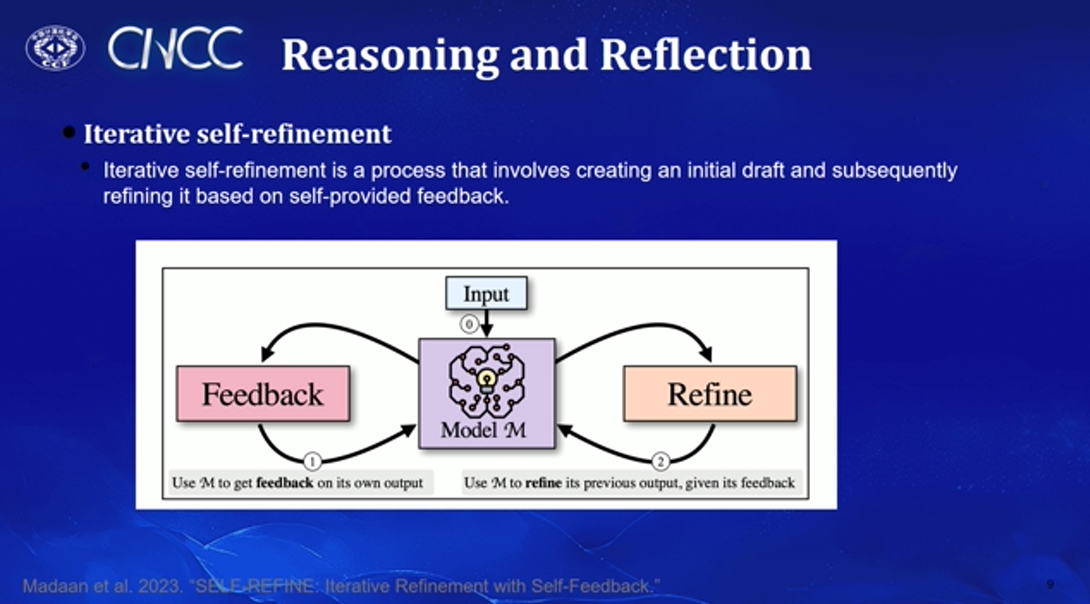 CCF
CNCC
Reasoning and Reflection
Iterative self-refinement
Iterative self-refinement is a process that involves creating an initial draft and subsequently
refining it based on self-provided feedback.
Input
0
Feedback
Model M
Refine
1
2
Use M to get feedback on its own output
Use M to refine its previous output, given its feedback
Madaan et al. 2023. “SELF-REFINE: Iterative Refinement with Self-Feedback.”
9